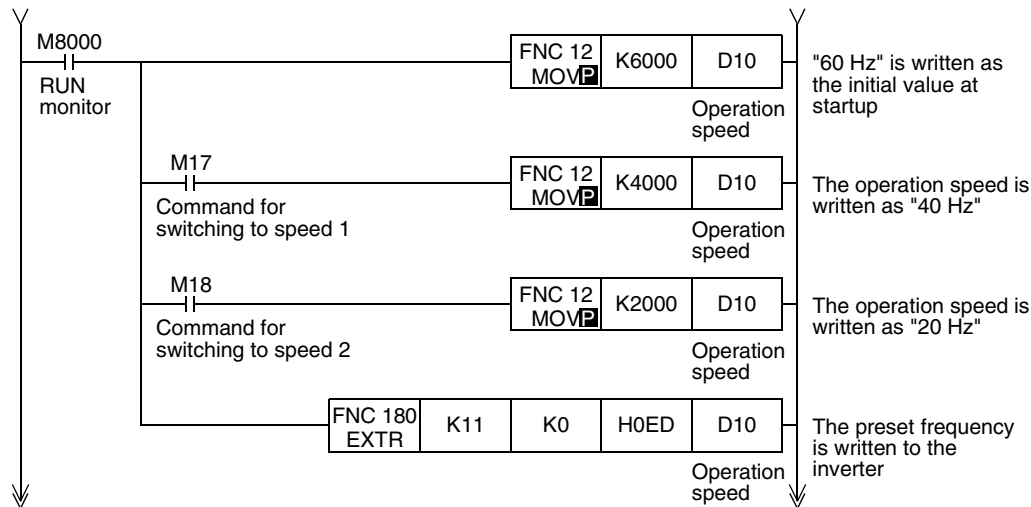 M8000
RUN
monitor
FNC 12
MOVP
K6000
D10
Operation
speed
"60 Hz" is written as
the initial value at
startup
M17
Command for
switching to speed 1
FNC 12
MOVP
K4000
D10
Operation
speed
The operation speed is
written as "40 Hz"
M18
Command for
switching to speed 2
FNC 12
MOVP
K2000
D10
Operation
speed
The operation speed is
written as "20 Hz"
FNC 180
EXTR
K11
K0
H0ED
D10
Operation
speed
The preset frequency
is written to the
inverter